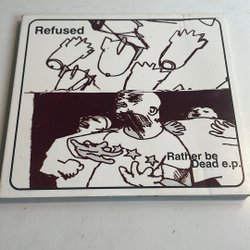 Refused
Rather be
Dead e.p.